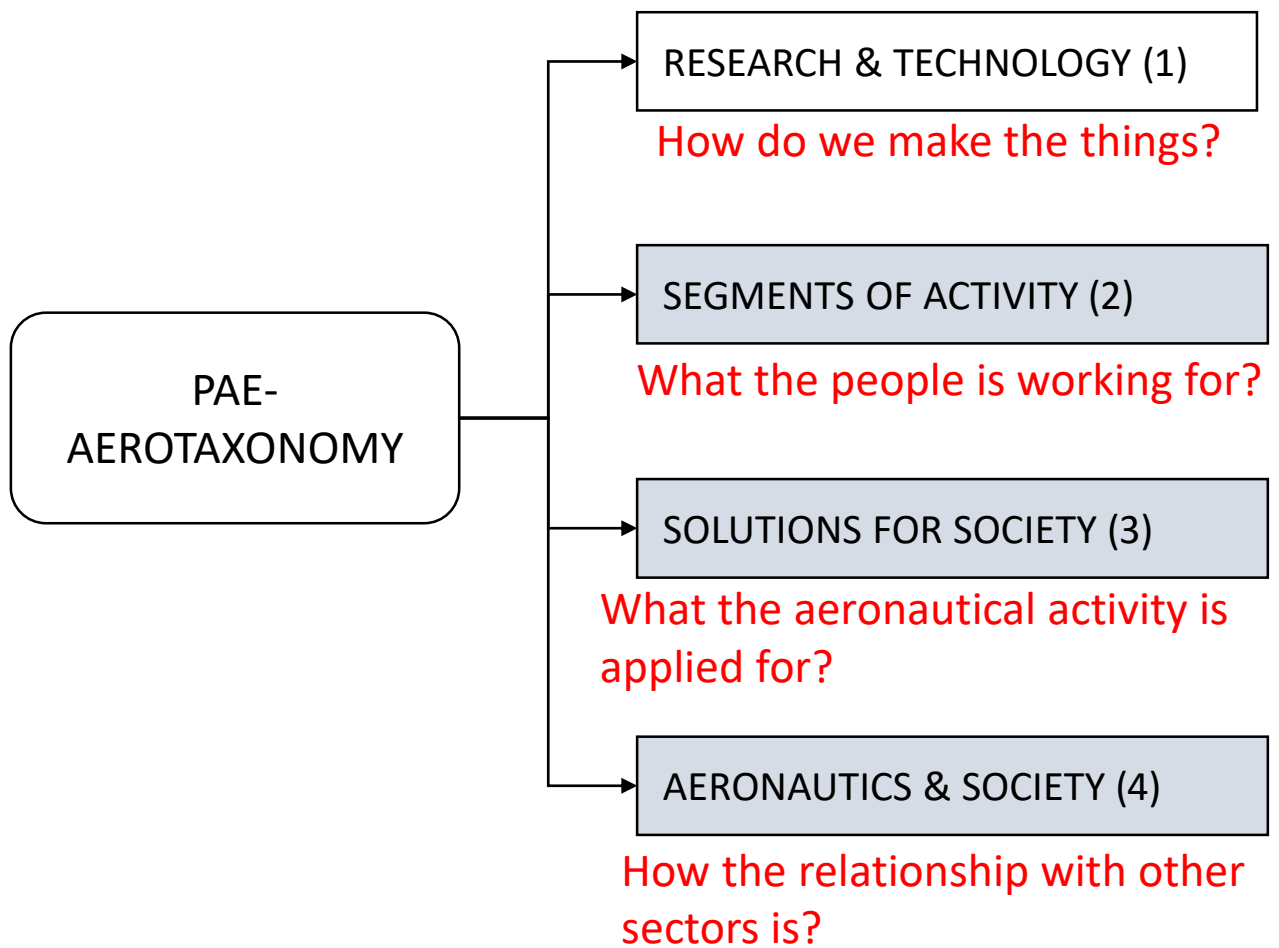 RESEARCH & TECHNOLOGY (1)
How do we make the things?
SEGMENTS OF ACTIVITY (2)
What the people is working for?
PAE-
AEROTAXONOMY
SOLUTIONS FOR SOCIETY (3)
What the aeronautical activity is
applied for?
AERONAUTICS & SOCIETY (4)
How the relationship with other
sectors is?